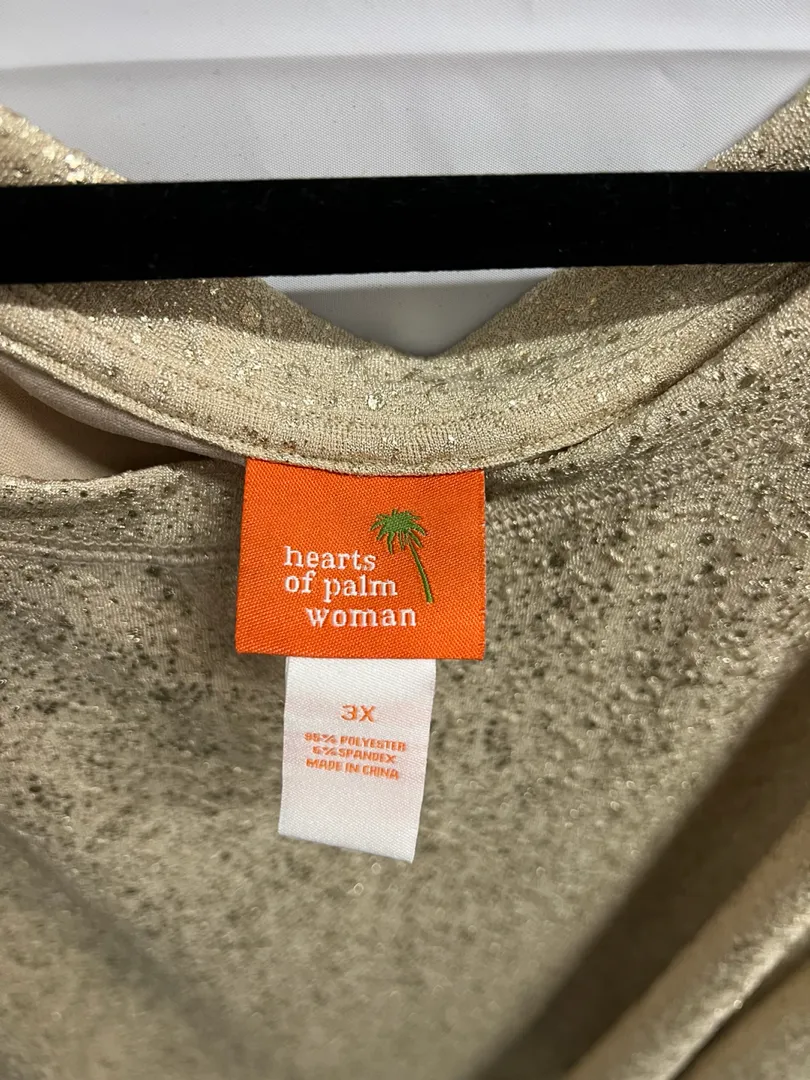 hearts
of palm
woman
3X
95% POLYESTER
5% SPANDEX
MADE IN CHINA